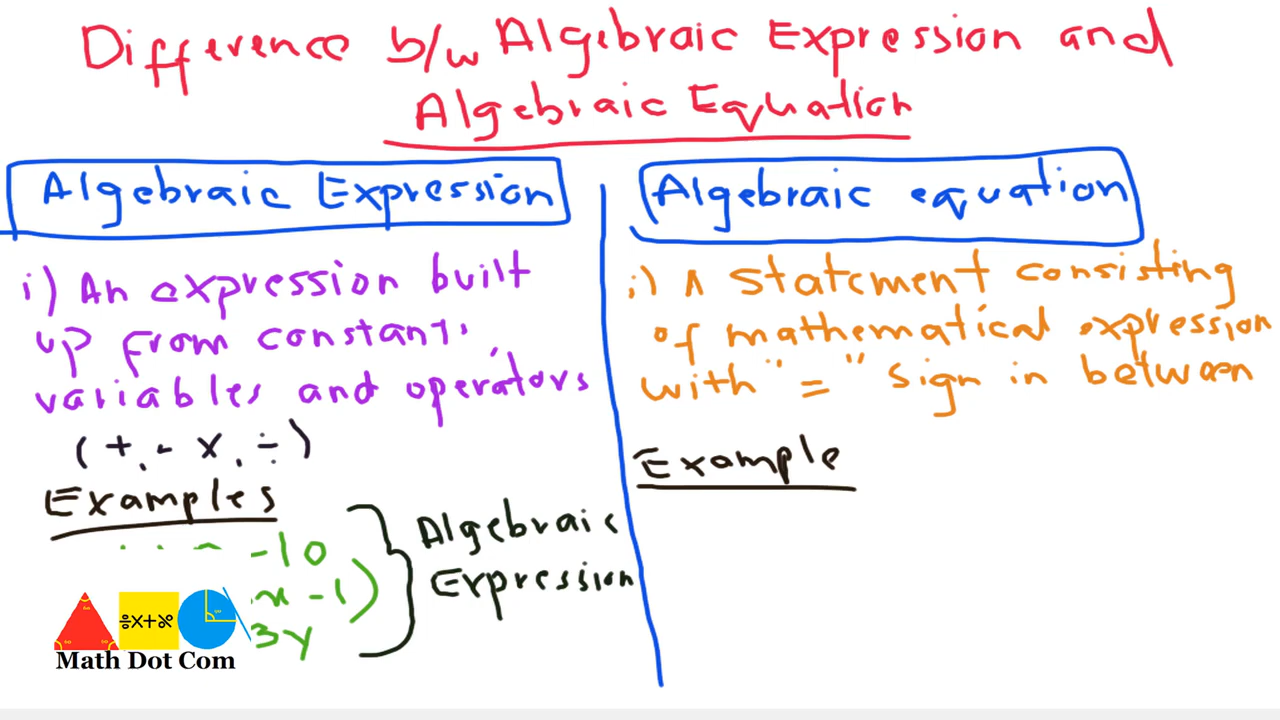 Difference b/w Algebraic Expression and
Algebraic Equation
Algebraic Expression
i) An expression built
up from constant,
variables and operators
(+, - x, ÷)
Examples
-10
x -1)
3y
Algebraic
Expression
Algebraic equation
i) A statement consisting
of mathematical expression
with "=" sign in between
Example
÷x+
Math Dot Com